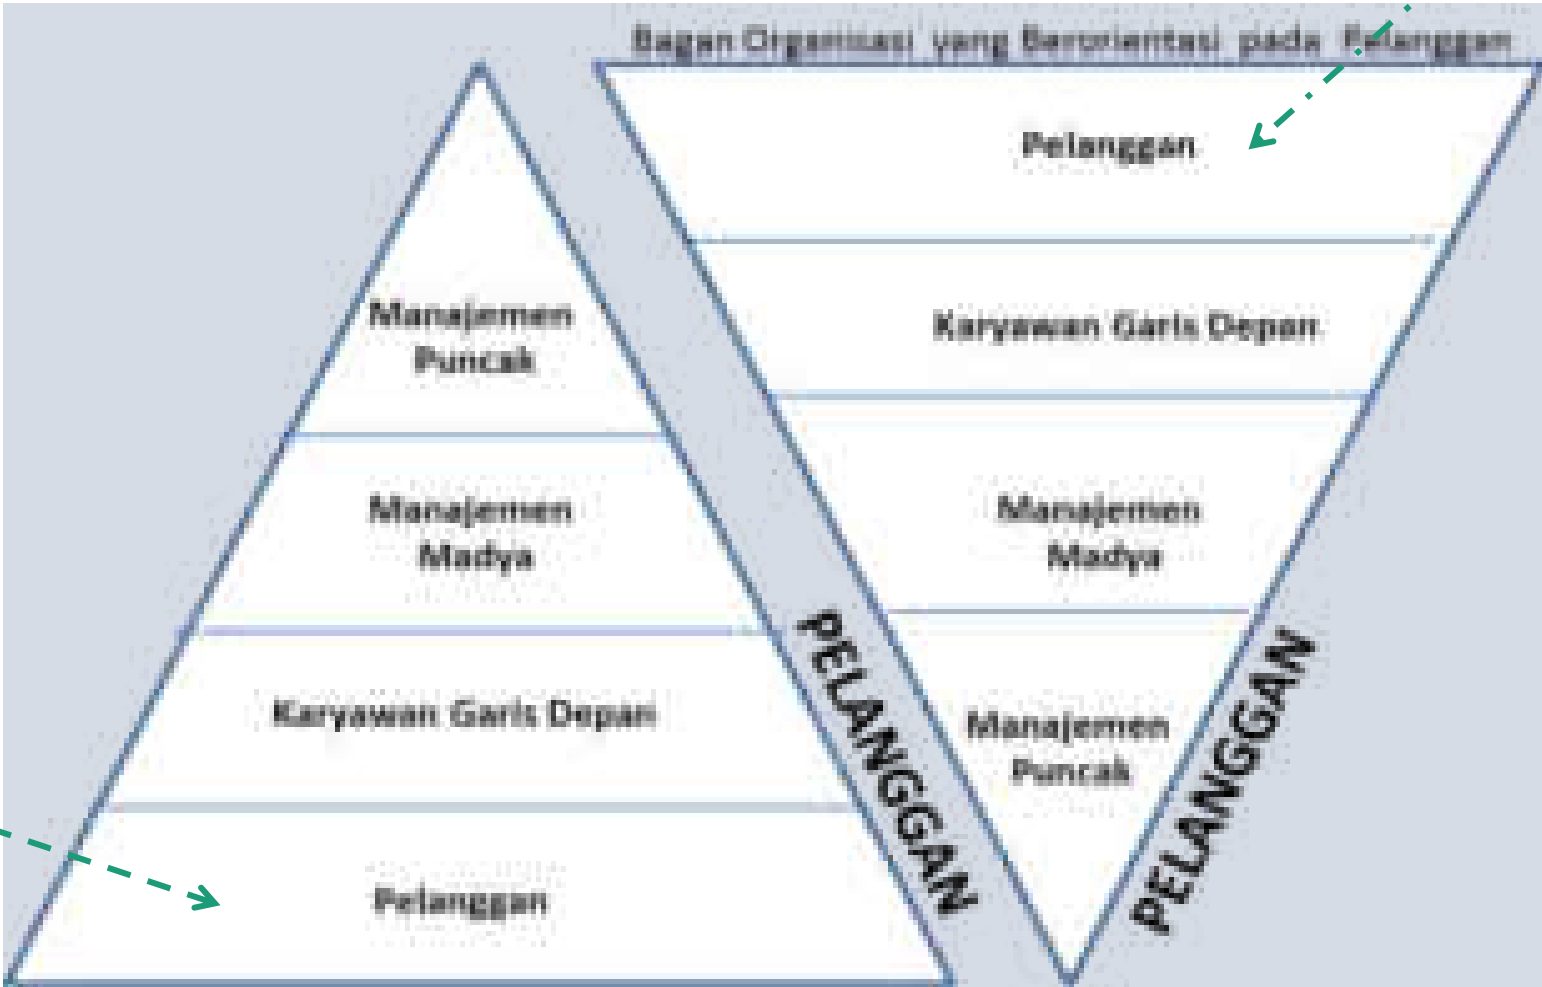 Bagan Organisasi yang Berorientasi pada Pelanggan
Manajemen
Puncak
Manajemen
Madya
Karyawan Garis Depan
Pelanggan
PELANGGAN
Pelanggan
Karyawan Garis Depan
Manajemen
Madya
Manajemen
Puncak
PELANGGAN